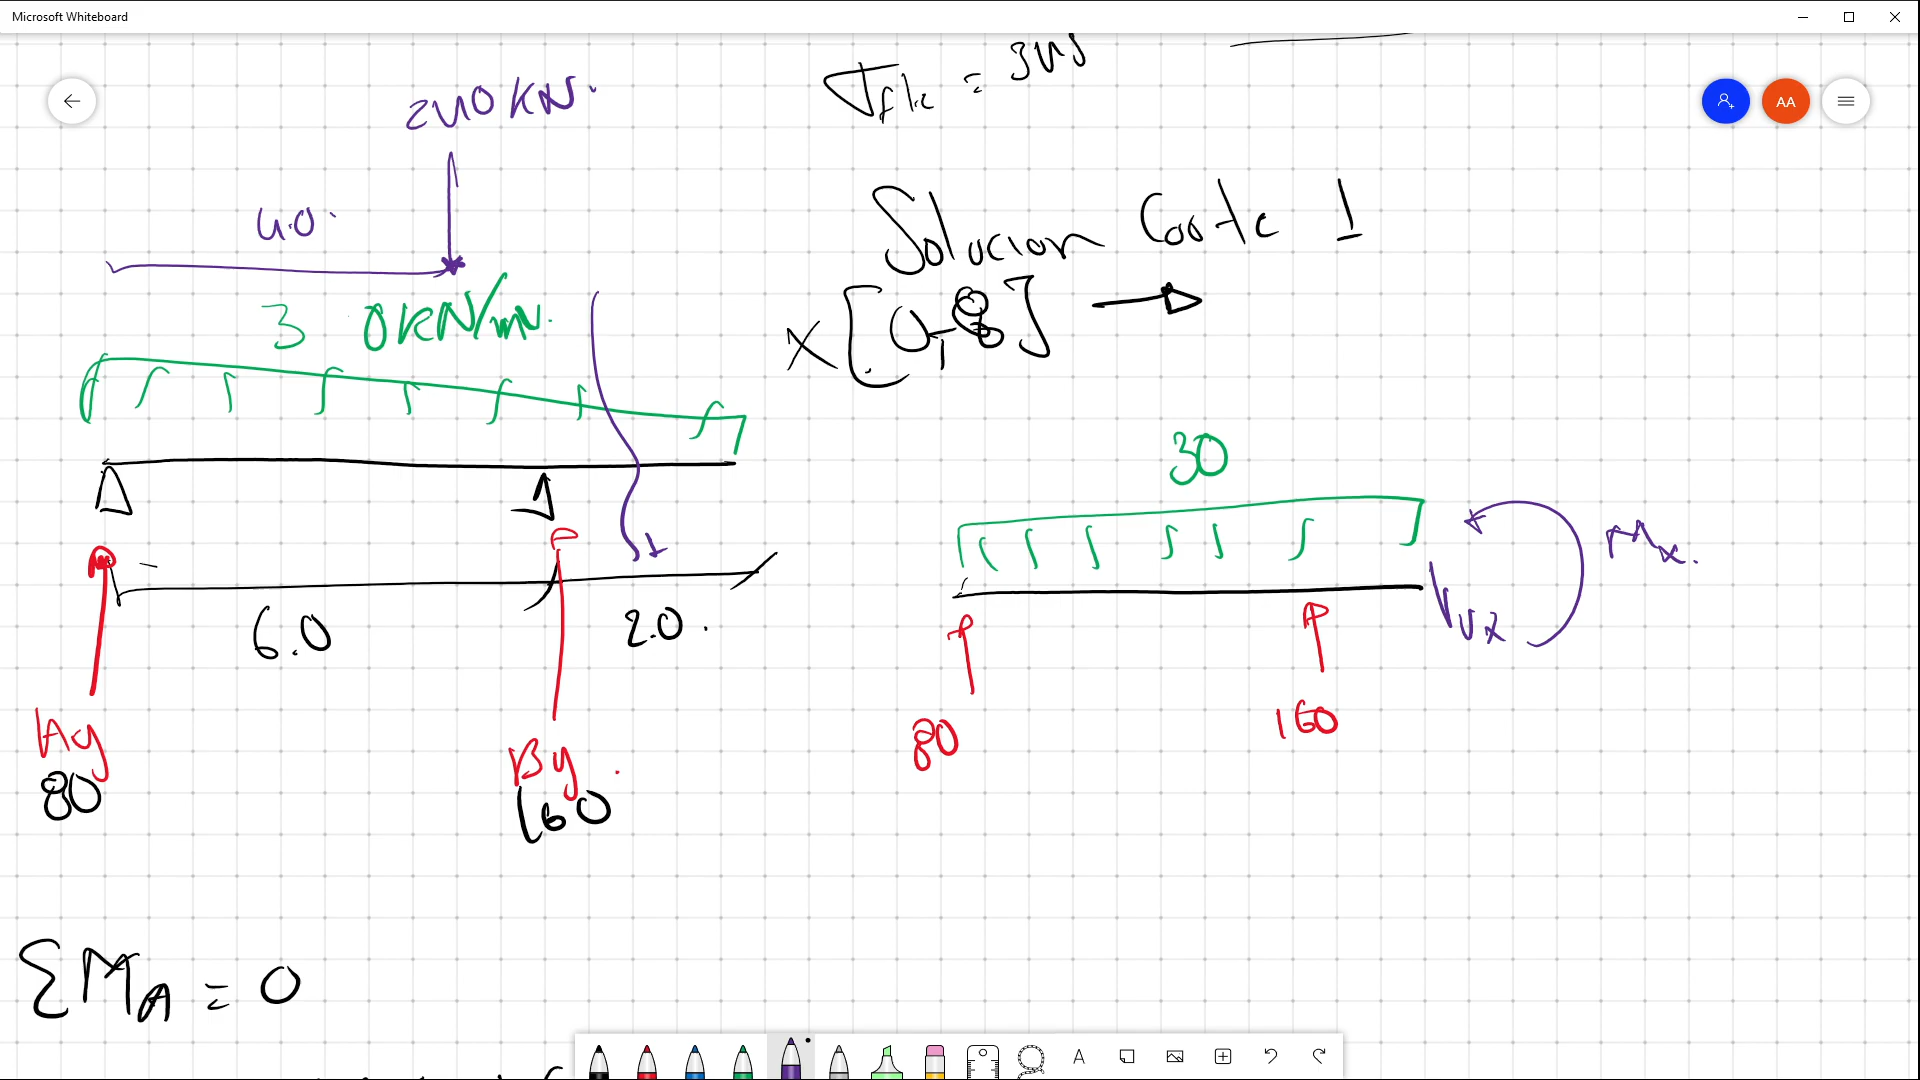 Microsoft Whiteboard
240 KN.
4.0.
3 0KN/m.
6.0
2.0.
Ay
80
By.
160
ΣMA = 0
Solucion Corte 1
x[0,8]
30
Mx.
Vx
80
160
AA
A